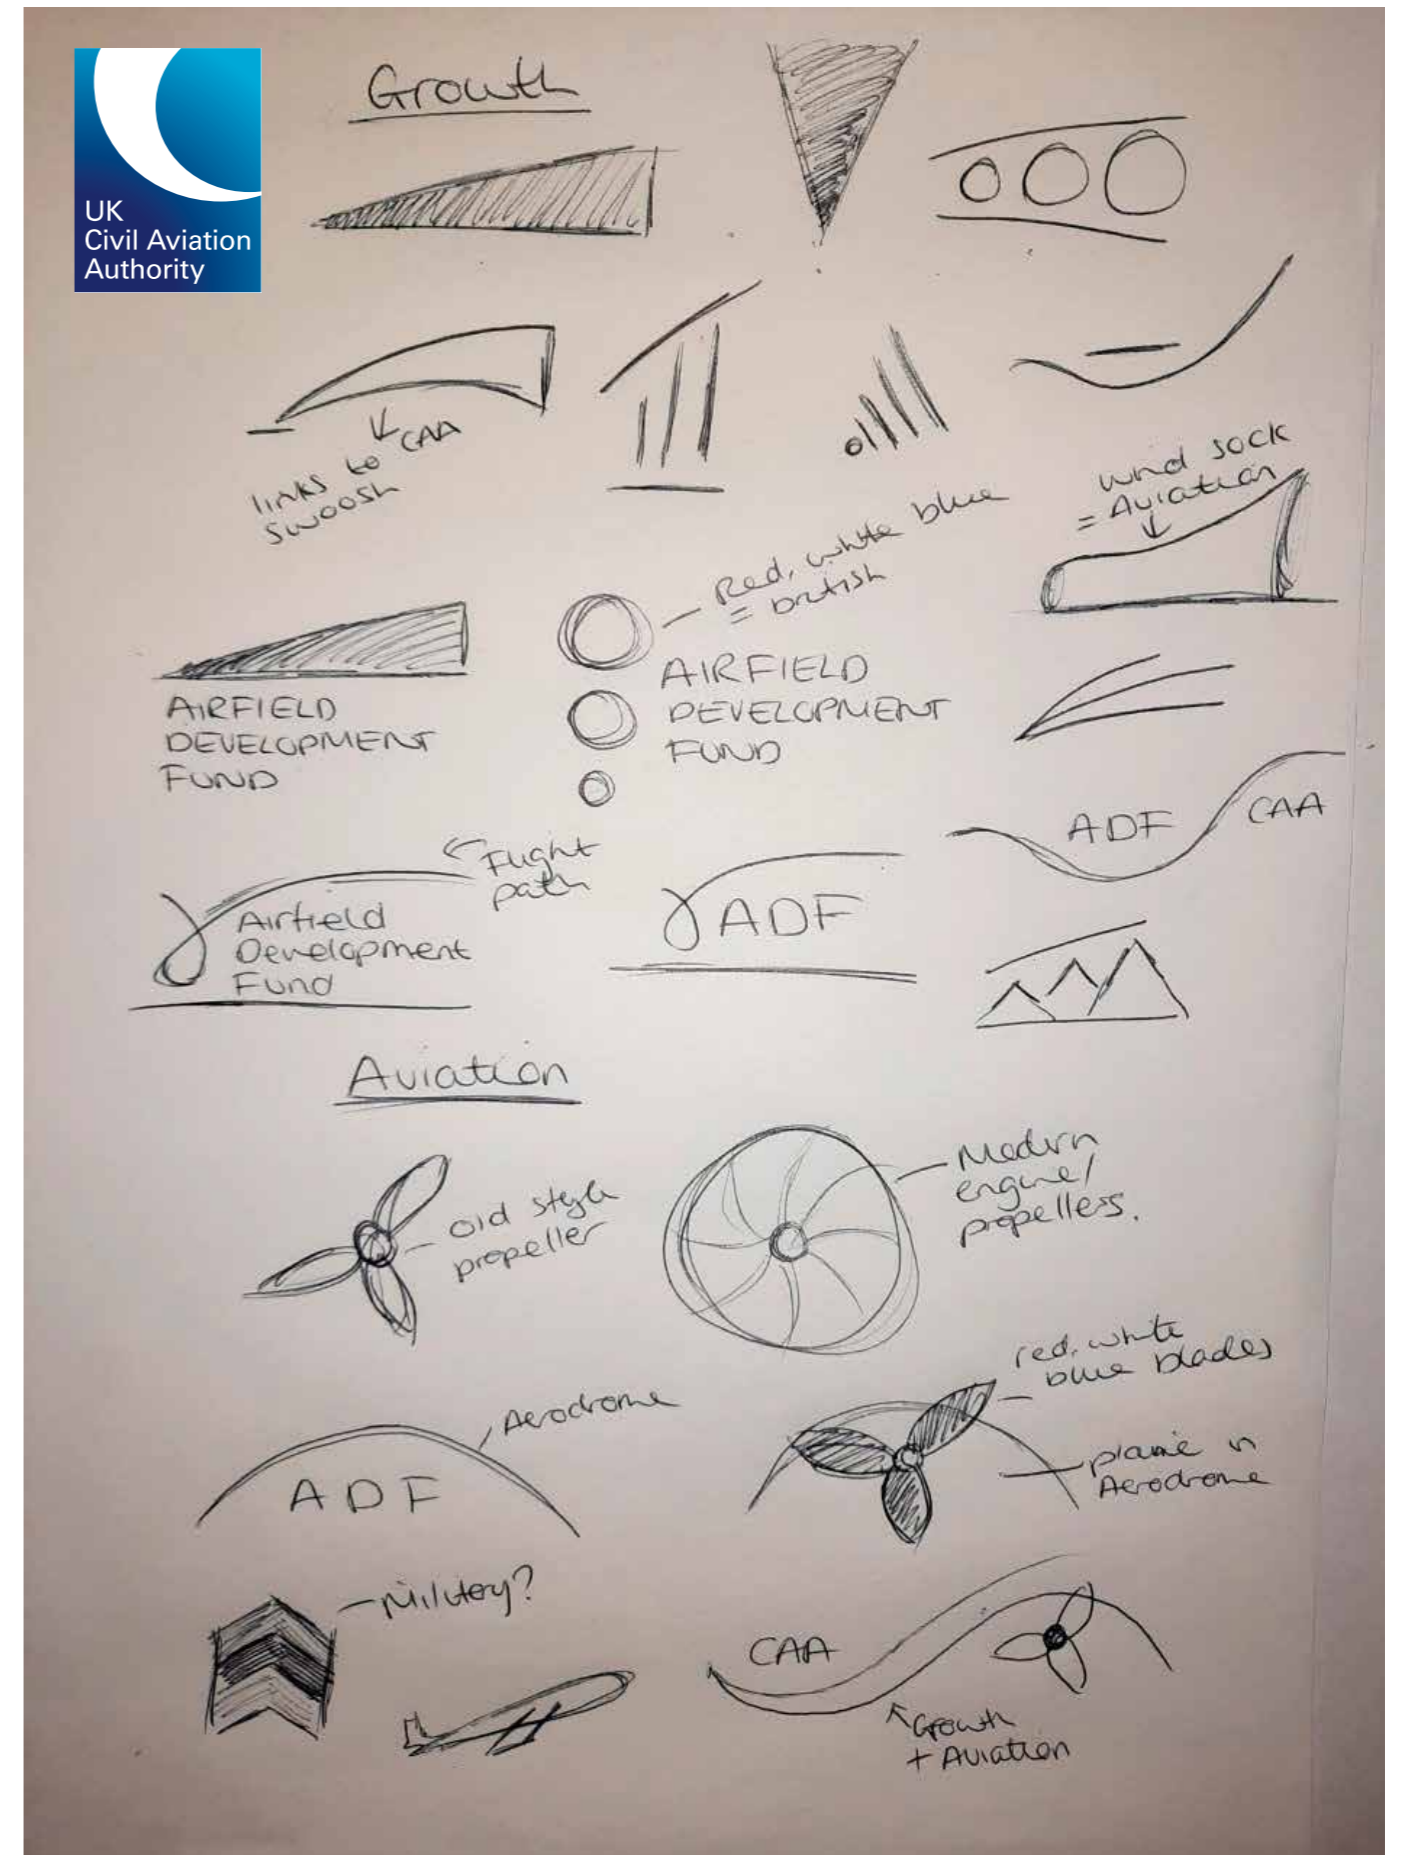 UK
Civil Aviation
Authority
Growth
links to CAA
swoosh
wind sock
= Aviation
Red, white blue
= british
AIRFIELD
DEVELOPMENT
FUND
AIRFIELD
DEVELOPMENT
FUND
ADF
CAA
Flight
path
Airfield
Development
Fund
ADF
Aviation
old style
propeller
Modern
engine/
propellers.
Aerodrome
ADF
red, white
blue blades
plane in
Aerodrome
Military?
CAA
Growth
+ Aviation